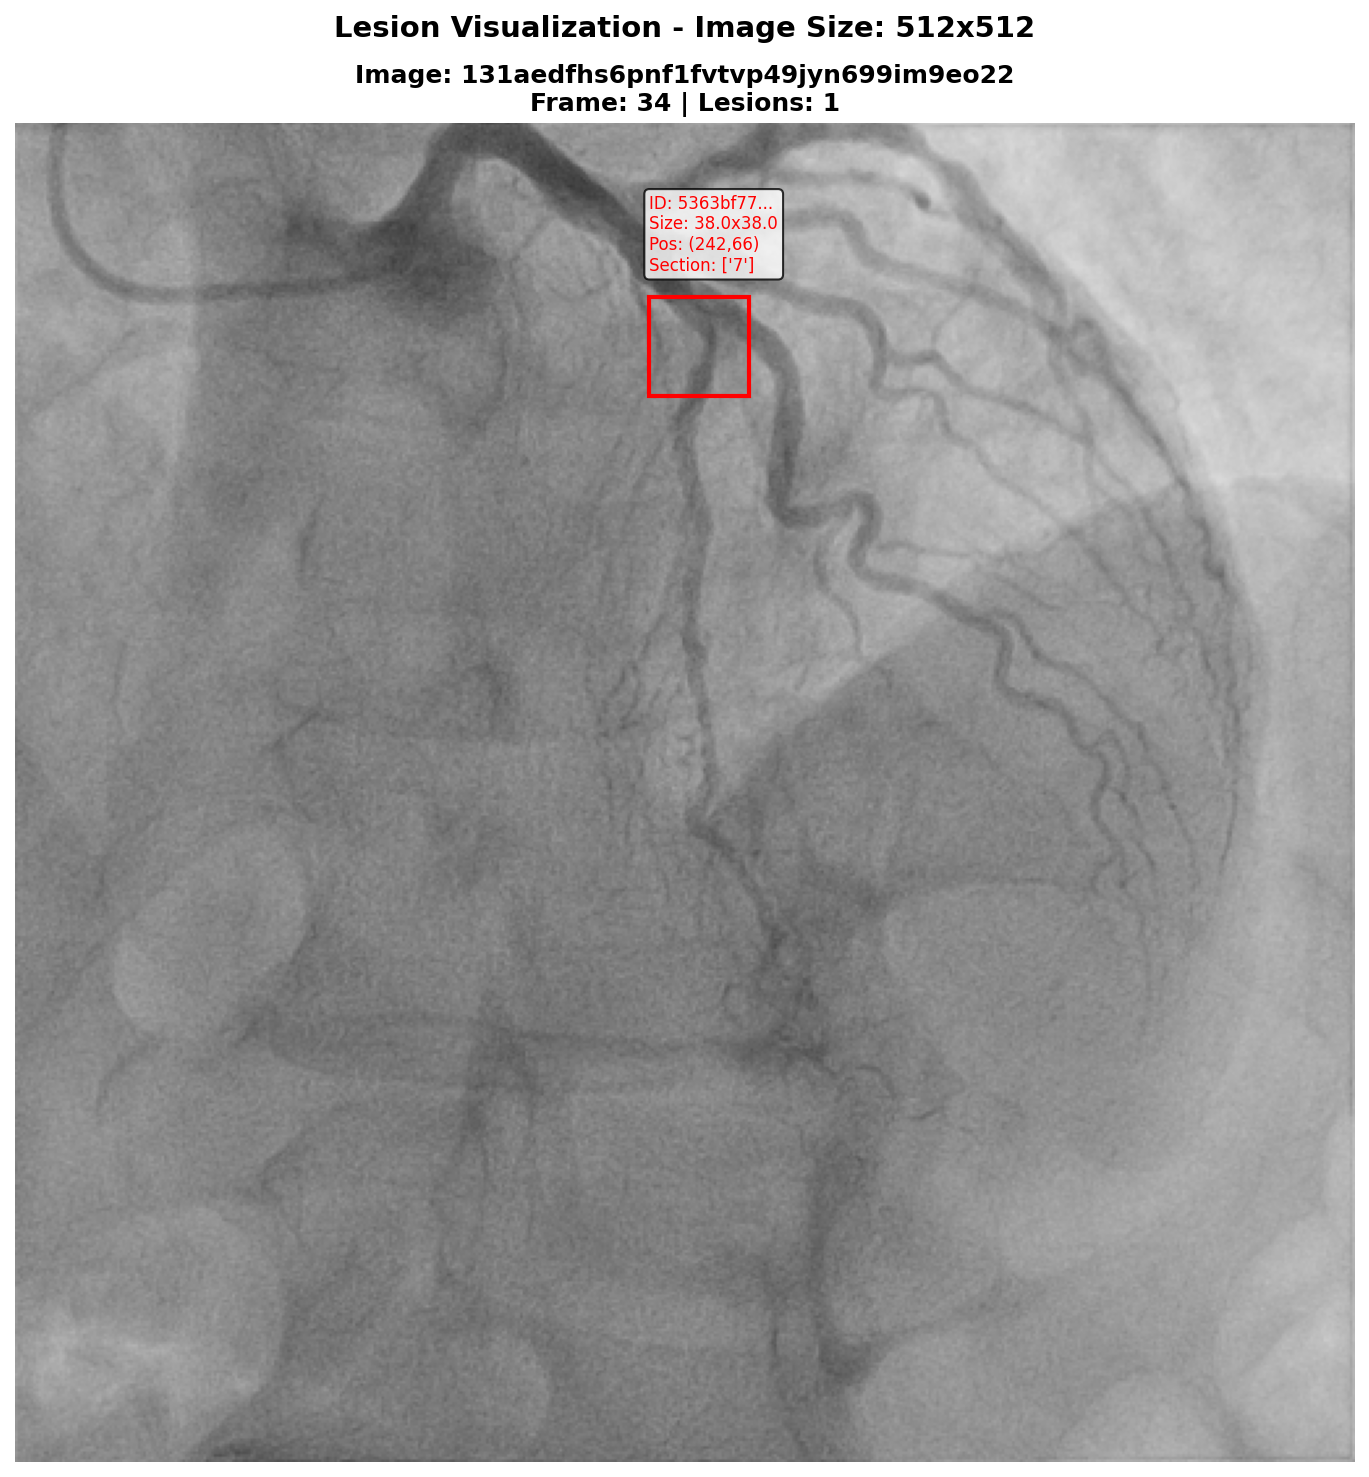 Lesion Visualization - Image Size: 512x512
Image: 131aedfhs6pnf1fvtvp49jyn699im9eo22
Frame: 34 | Lesions: 1
ID: 5363bf77...
Size: 38.0x38.0
Pos: (242,66)
Section: ['7']